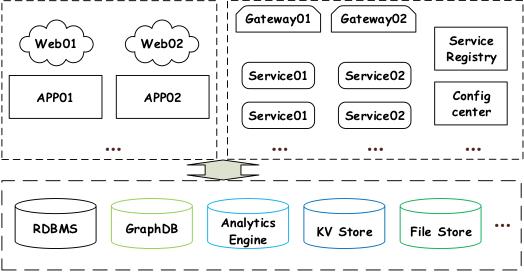 Web01
Web02
APP01
APP02
...
Gateway01
Gateway02
Service01
Service02
Service01
Service02
...
...
Service
Registry
Config
center
...
RDBMS
GraphDB
Analytics
Engine
KV Store
File Store
...